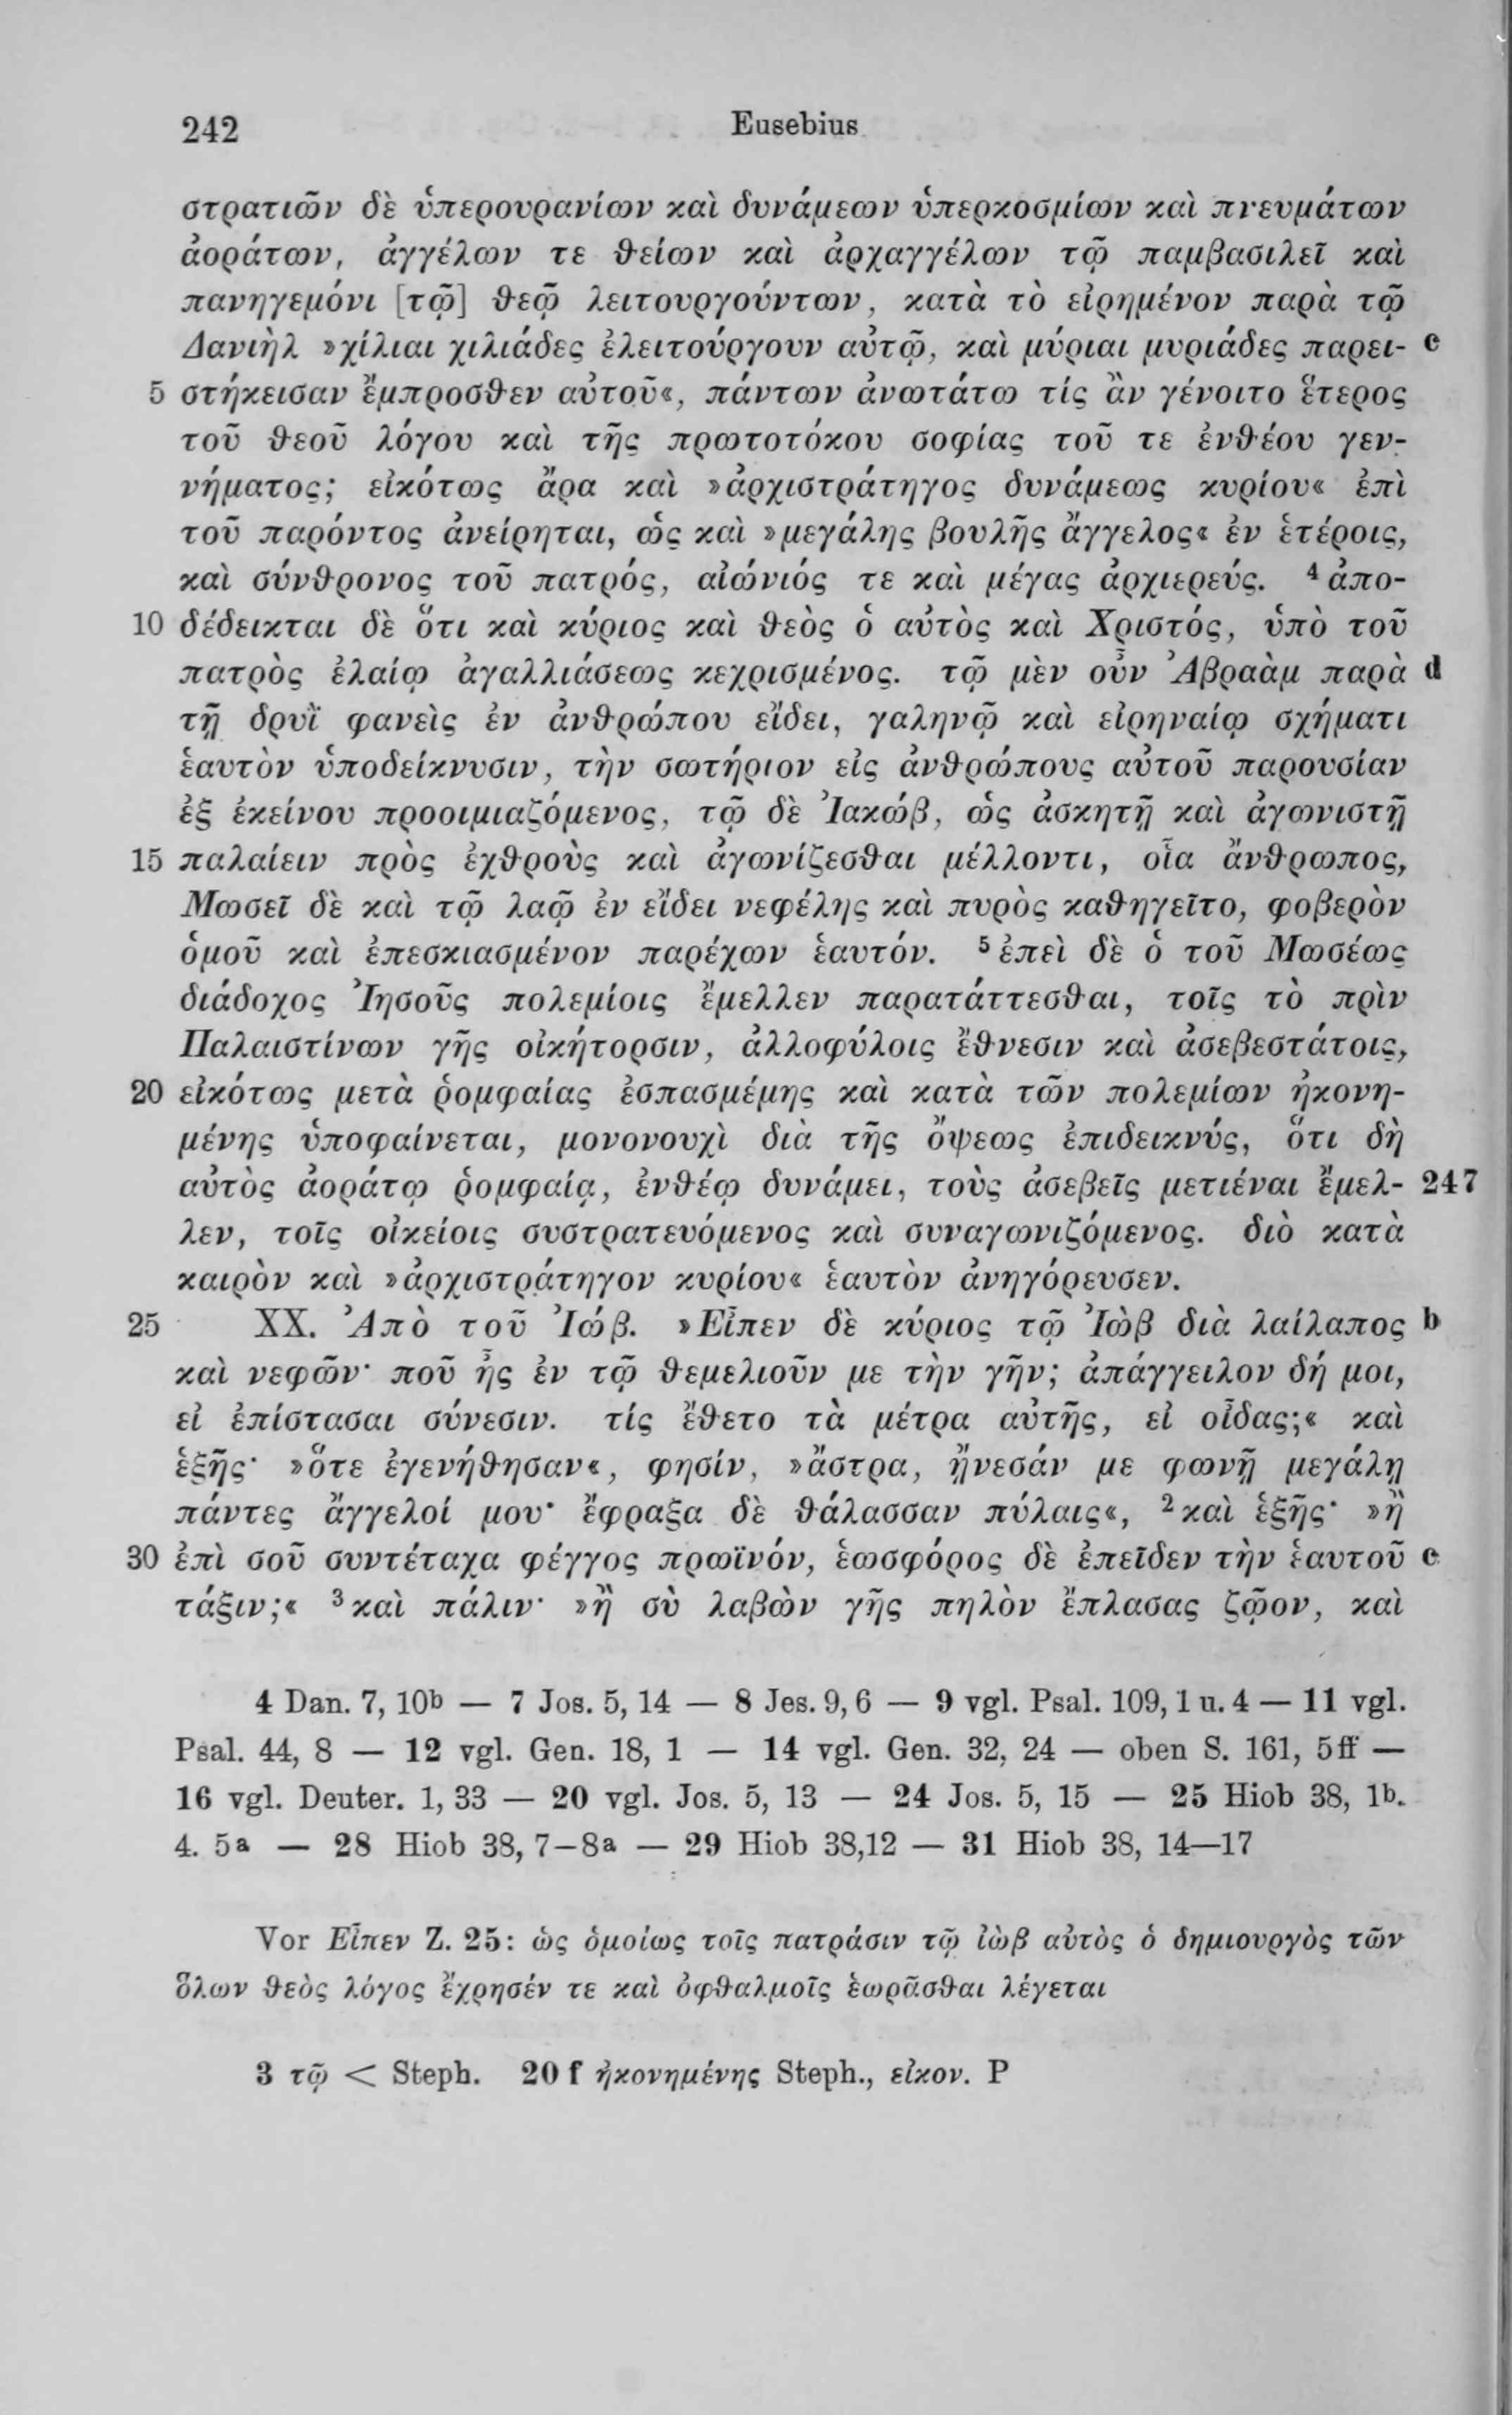 242 Eusebius
στρατιῶν δὲ ὑπερουρανίων καὶ δυνάμεων ὑπερκοσμίων καὶ πνευμάτων
ἀοράτων, ἀγγέλων τε θείων καὶ ἀρχαγγέλων τῷ παμβασιλεῖ καὶ
πανηγεμόνι [τῷ] θεῷ λειτουργούντων, κατὰ τὸ εἰρημένον παρὰ τῷ
Δανιὴλ »χίλιαι χιλιάδες ἐλειτούργουν αὐτῷ, καὶ μύριαι μυριάδες παρει- c
5 στήκεισαν ἔμπροσθεν αὐτοῦ«, πάντων ἀνωτάτω τίς ἂν γένοιτο ἕτερος
τοῦ θεοῦ λόγου καὶ τῆς πρωτοτόκου σοφίας τοῦ τε ἐνθέου γεν-
νήματος; εἰκότως ἄρα καὶ »ἀρχιστράτηγος δυνάμεως κυρίου« ἐπὶ
τοῦ παρόντος ἀνείρηται, ὡς καὶ »μεγάλης βουλῆς ἄγγελος« ἐν ἑτέροις,
καὶ σύνθρονος τοῦ πατρός, αἰώνιός τε καὶ μέγας ἀρχιερεύς. 4 ἀπο-
10 δέδεικται δὲ ὅτι καὶ κύριος καὶ θεὸς ὁ αὐτὸς καὶ Χριστός, ὑπὸ τοῦ
πατρὸς ἐλαίῳ ἀγαλλιάσεως κεχρισμένος. τῷ μὲν οὖν Ἀβραὰμ παρὰ d
τῇ δρυῒ φανεὶς ἐν ἀνθρώπου εἴδει, γαληνῷ καὶ εἰρηναίῳ σχήματι
ἑαυτὸν ὑποδείκνυσιν, τὴν σωτήριον εἰς ἀνθρώπους αὐτοῦ παρουσίαν
ἐξ ἐκείνου προοιμιαζόμενος, τῷ δὲ Ἰακώβ, ὡς ἀσκητῇ καὶ ἀγωνιστῇ
15 παλαίειν πρὸς ἐχθροὺς καὶ ἀγωνίζεσθαι μέλλοντι, οἷα ἄνθρωπος,
Μωσεῖ δὲ καὶ τῷ λαῷ ἐν εἴδει νεφέλης καὶ πυρὸς καθηγεῖτο, φοβερὸν
ὁμοῦ καὶ ἐπεσκιασμένον παρέχων ἑαυτόν. 5 ἐπεὶ δὲ ὁ τοῦ Μωσέως
διάδοχος Ἰησοῦς πολεμίοις ἔμελλεν παρατάττεσθαι, τοῖς τὸ πρὶν
Παλαιστίνων γῆς οἰκήτορσιν, ἀλλοφύλοις ἔθνεσιν καὶ ἀσεβεστάτοις,
20 εἰκότως μετὰ ῥομφαίας ἐσπασμέμης καὶ κατὰ τῶν πολεμίων ἠκονη-
μένης ὑποφαίνεται, μονονουχὶ διὰ τῆς ὄψεως ἐπιδεικνύς, ὅτι δὴ
αὐτὸς ἀοράτῳ ῥομφαίᾳ, ἐνθέῳ δυνάμει, τοὺς ἀσεβεῖς μετιέναι ἔμελ- 247
λεν, τοῖς οἰκείοις συστρατευόμενος καὶ συναγωνιζόμενος. διὸ κατὰ
καιρὸν καὶ »ἀρχιστράτηγον κυρίου« ἑαυτὸν ἀνηγόρευσεν.
25 XX. Ἀπὸ τοῦ Ἰώβ. »Εἶπεν δὲ κύριος τῷ Ἰὼβ διὰ λαίλαπος b
καὶ νεφῶν· ποῦ ἦς ἐν τῷ θεμελιοῦν με τὴν γῆν; ἀπάγγειλον δή μοι,
εἰ ἐπίστασαι σύνεσιν. τίς ἔθετο τὰ μέτρα αὐτῆς, εἰ οἶδας;« καὶ
ἑξῆς· »ὅτε ἐγενήθησαν«, φησίν, »ἄστρα, ᾔνεσάν με φωνῇ μεγάλῃ
πάντες ἄγγελοί μου· ἔφραξα δὲ θάλασσαν πύλαις«, 2 καὶ ἑξῆς· »ἢ
30 ἐπὶ σοῦ συντέταχα φέγγος πρωϊνόν, ἑωσφόρος δὲ ἐπεῖδεν τὴν ἑαυτοῦ c
τάξιν;« 3 καὶ πάλιν· »ἢ σὺ λαβὼν γῆς πηλὸν ἔπλασας ζῷον, καὶ
4 Dan. 7, 10b — 7 Jos. 5, 14 — 8 Jes. 9, 6 — 9 vgl. Psal. 109, 1 u. 4 — 11 vgl.
Psal. 44, 8 — 12 vgl. Gen. 18, 1 — 14 vgl. Gen. 32, 24 — oben S. 161, 5 ff —
16 vgl. Deuter. 1, 33 — 20 vgl. Jos. 5, 13 — 24 Jos. 5, 15 — 25 Hiob 38, 1b.
4. 5a — 28 Hiob 38, 7–8a — 29 Hiob 38,12 — 31 Hiob 38, 14—17
Vor Εἶπεν Z. 25: ὡς ὁμοίως τοῖς πατράσιν τῷ ἰὼβ αὐτὸς ὁ δημιουργὸς τῶν
ὅλων θεὸς λόγος ἔχρησέν τε καὶ ὀφθαλμοῖς ἑωρᾶσθαι λέγεται
3 τῷ < Steph. 20 f ἠκονημένης Steph., εἰκον. P